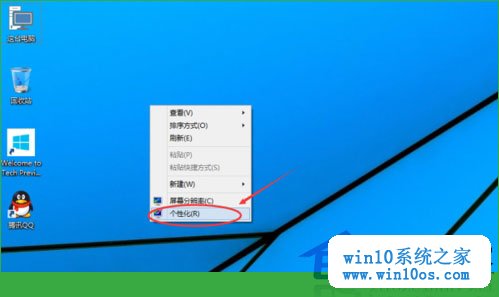 这台电脑
回收站
Welcome to
Tech Previ...
腾讯QQ
查看(V)
排序方式(O)
刷新(E)
粘贴(P)
粘贴快捷方式(S)
新建(W)
屏幕分辨率(C)
个性化(R)
win10系统之家
www.win10os.com